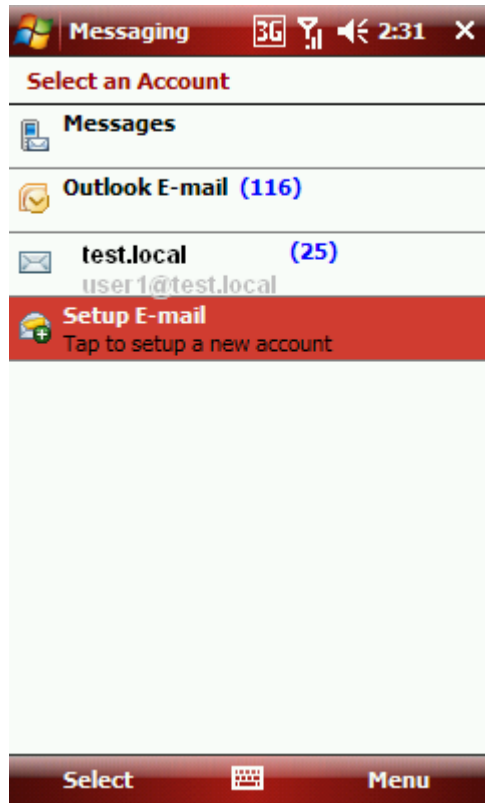 Messaging 3G 2:31
Select an Account
Messages
Outlook E-mail (116)
test.local (25)
user1@test.local
Setup E-mail
Tap to setup a new account
Select Menu